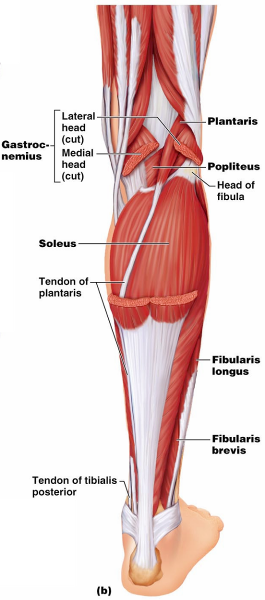 Lateral
head
(cut)
Gastroc-
nemius
Medial
head
(cut)
Plantaris
Popliteus
Head of
fibula
Soleus
Tendon of
plantaris
Fibularis
longus
Fibularis
brevis
Tendon of tibialis
posterior
(b)